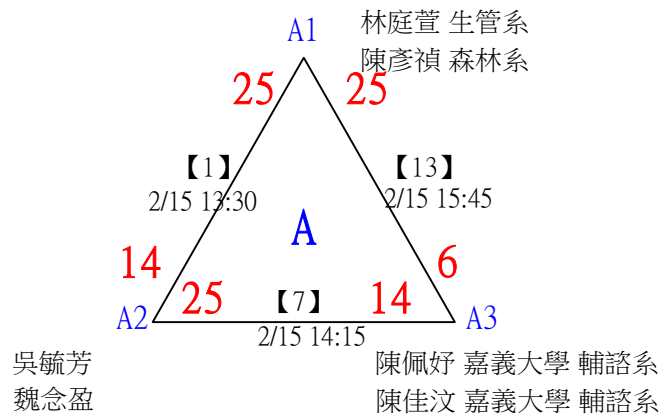 A1
林庭萱 生管系
陳彥禎 森林系
25
25
【1】
2/15 13:30
【13】
2/15 15:45
A
14
6
25
【7】
14
A2
2/15 14:15
A3
吳毓芳
魏念盈
陳佩妤 嘉義大學 輔諮系
陳佳汶 嘉義大學 輔諮系